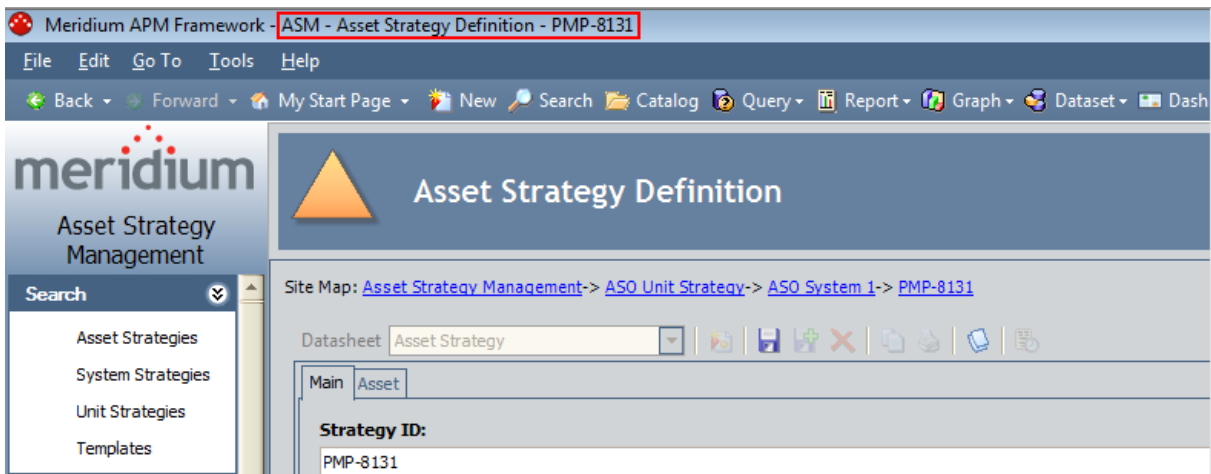 Meridium APM Framework - ASM - Asset Strategy Definition - PMP-8131
File Edit Go To Tools Help
Back Forward My Start Page New Search Catalog Query Report Graph Dataset Dash
meridium
Asset Strategy
Management
Asset Strategy Definition
Search
Site Map: Asset Strategy Management-> ASO Unit Strategy-> ASO System 1-> PMP-8131
Asset Strategies
Datasheet Asset Strategy
System Strategies
Main Asset
Unit Strategies
Strategy ID:
Templates
PMP-8131